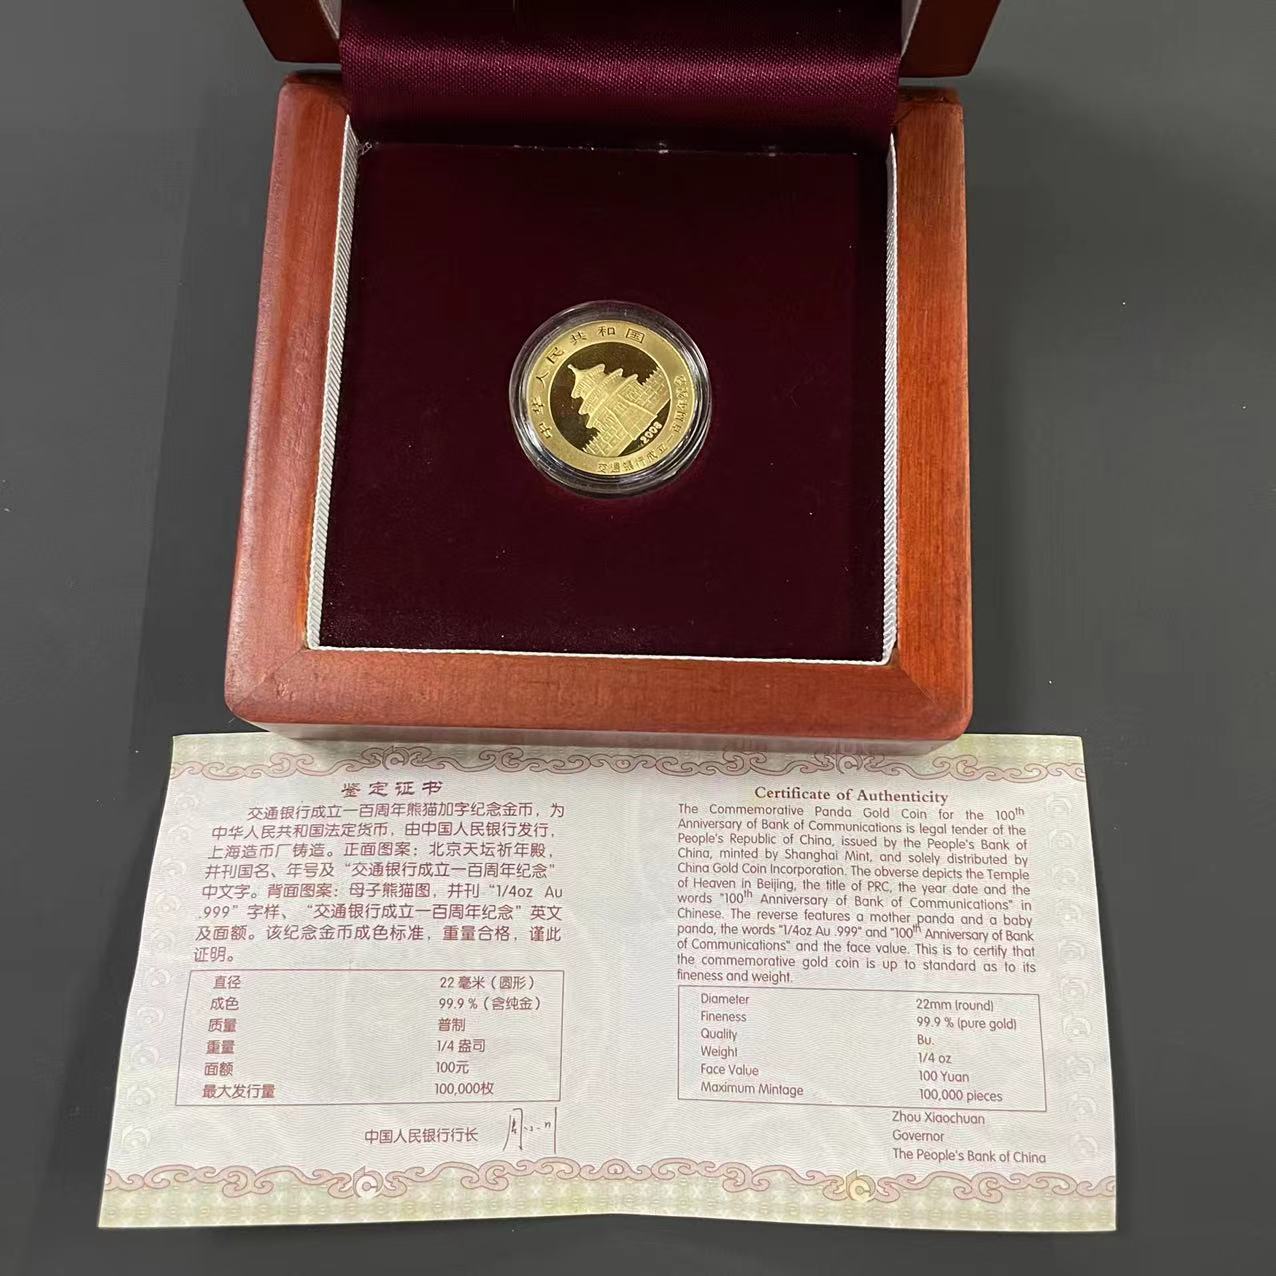 中华人民共和国
2008
交通银行成立一百周年纪念
鉴定证书
交通银行成立一百周年熊猫加字纪念金币，为
中华人民共和国法定货币，由中国人民银行发行，
上海造币厂铸造。正面图案：北京天坛祈年殿，
并刊国名、年号及“交通银行成立一百周年纪念”
中文字。背面图案：母子熊猫图，并刊“1/4oz Au
.999”字样、“交通银行成立一百周年纪念”英文
及面额。该纪念金币成色标准，重量合格，谨此
证明。
直径 22 毫米（圆形）
成色 99.9％（含纯金）
质量 普制
重量 1/4 盎司
面额 100元
最大发行量 100,000枚
中国人民银行行长
Certificate of Authenticity
The Commemorative Panda Gold Coin for the 100th
Anniversary of Bank of Communications is legal tender of the
People's Republic of China, issued by the People's Bank of
China, minted by Shanghai Mint, and solely distributed by
China Gold Coin Incorporation. The obverse depicts the Temple
of Heaven in Beijing, the title of PRC, the year date and the
words "100th Anniversary of Bank of Communications" in
Chinese. The reverse features a mother panda and a baby
panda, the words "1/4oz Au .999" and "100th Anniversary of Bank
of Communications" and the face value. This is to certify that
the commemorative gold coin is up to standard as to its
fineness and weight.
Diameter 22mm (round)
Fineness 99.9 % (pure gold)
Quality Bu.
Weight 1/4 oz
Face Value 100 Yuan
Maximum Mintage 100,000 pieces
Zhou Xiaochuan
Governor
The People's Bank of China